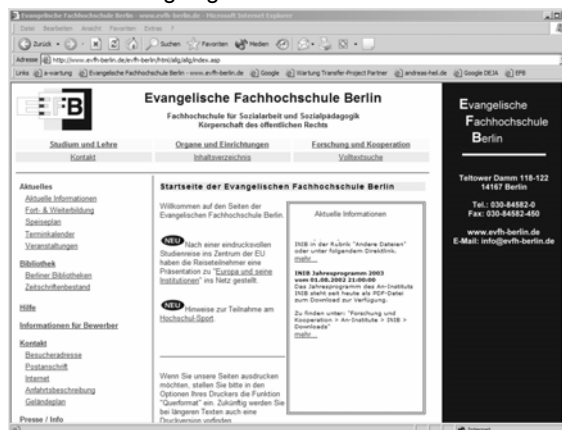 Evangelische Fachhochschule Berlin - www.evfh-berlin.de - Microsoft Internet Explorer
Datei Bearbeiten Ansicht Favoriten Extras ?
Zurück Suchen Favoriten Medien
Adresse http://www.evfh-berlin.de/evfh-berlin/html/allg/allg/index.asp
Links e-wartung Evangelische Fachhochschule Berlin - www.evfh-berlin.de Google Wartung Transfer-Project Partner andreas-heil.de Google DEJA EFB
EFB
Evangelische Fachhochschule Berlin
Fachhochschule für Sozialarbeit und Sozialpädagogik
Körperschaft des öffentlichen Rechts
Studium und Lehre Organe und Einrichtungen Forschung und Kooperation
Kontakt Inhaltsverzeichnis Volltextsuche
Aktuelles
Aktuelle Informationen
Fort- & Weiterbildung
Speiseplan
Terminkalender
Veranstaltungen
Bibliothek
Berliner Bibliotheken
Zeitschriftenbestand
Hilfe
Informationen für Bewerber
Kontakt
Besucheradresse
Postanschrift
Internet
Anfahrtsbeschreibung
Geländeplan
Presse / Info
Startseite der Evangelischen Fachhochschule Berlin
Willkommen auf den Seiten der
Evangelischen Fachhochschule Berlin.
NEU Nach einer eindrucksvollen
Studienreise ins Zentrum der EU
haben die Reiseteilnehmer eine
Präsentation zu "Europa und seine
Institutionen" ins Netz gestellt.
NEU Hinweise zur Teilnahme am
Hochschul-Sport.
Wenn Sie unsere Seiten ausdrucken
möchten, stellen Sie bitte in den
Optionen Ihres Druckers die Funktion
"Querformat" ein. Zukünftig werden Sie
bei längeren Texten auch eine
Druckversion vorfinden.
Aktuelle Informationen
INIB in der Rubrik "Andere Dateien"
oder unter folgendem Direktlink.
mehr...
INIB Jahresprogramm 2003
vom 01.08.2002 21:00:00
Das Jahresprogramm des An-Instituts
INIB steht seit heute als PDF-Datei
zum Download zur Verfügung.
Zu finden unter: "Forschung und
Kooperation > An-Institute > INIB >
Downloads"
mehr...
Evangelische
Fachhochschule
Berlin
Teltower Damm 118-122
14167 Berlin
Tel.: 030-84582-0
Fax: 030-84582-450
www.evfh-berlin.de
E-Mail: info@evfh-berlin.de
Internet